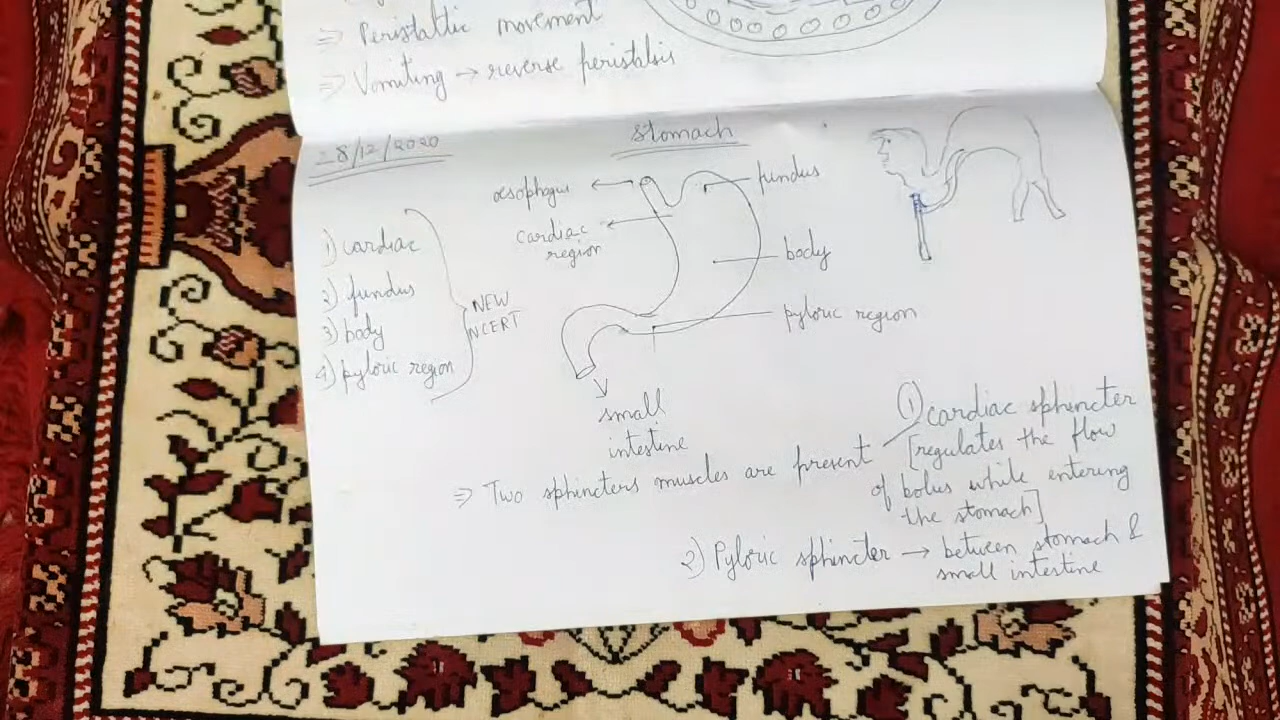 ⇒ Peristaltic movement
⇒ Vomiting → reverse peristalsis
28/12/2020
Stomach
oesophagus
fundus
cardiac region
body
pyloric region
small intestine
1) cardiac
2) fundus
3) body
4) pyloric region
NEW
NCERT
⇒ Two sphincters muscles are present
1) cardiac sphincter
[regulates the flow
of bolus while entering
the stomach]
2) Pyloric sphincter → between stomach &
small intestine